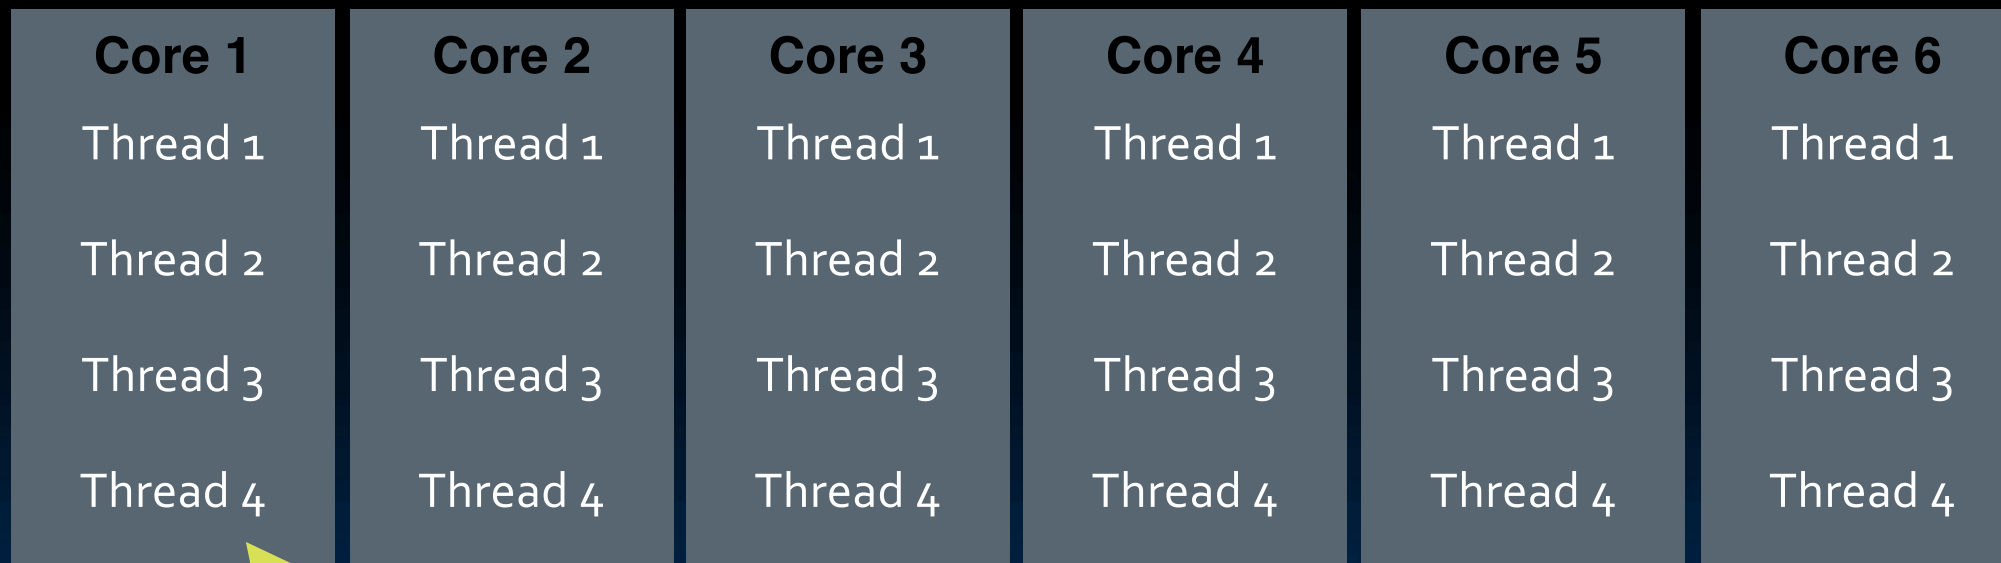 Core 1 Core 2 Core 3 Core 4 Core 5 Core 6
Thread 1 Thread 1 Thread 1 Thread 1 Thread 1 Thread 1
Thread 2 Thread 2 Thread 2 Thread 2 Thread 2 Thread 2
Thread 3 Thread 3 Thread 3 Thread 3 Thread 3 Thread 3
Thread 4 Thread 4 Thread 4 Thread 4 Thread 4 Thread 4